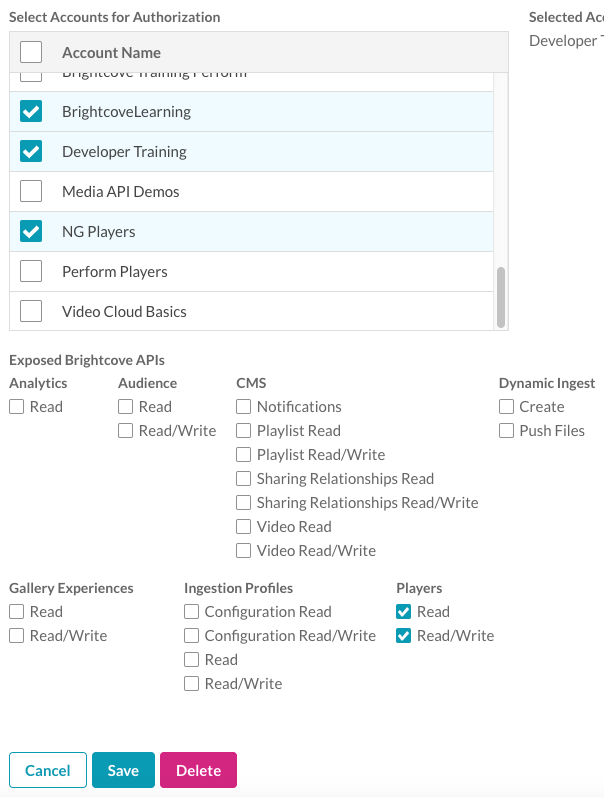 Select Accounts for Authorization
Selected Acc
Account Name
Developer T
Brightcove Training Perform
BrightcoveLearning
Developer Training
Media API Demos
NG Players
Perform Players
Video Cloud Basics
Exposed Brightcove APIs
Analytics
Read
Audience
Read
Read/Write
CMS
Notifications
Playlist Read
Playlist Read/Write
Sharing Relationships Read
Sharing Relationships Read/Write
Video Read
Video Read/Write
Dynamic Ingest
Create
Push Files
Gallery Experiences
Read
Read/Write
Ingestion Profiles
Configuration Read
Configuration Read/Write
Read
Read/Write
Players
Read
Read/Write
Cancel
Save
Delete